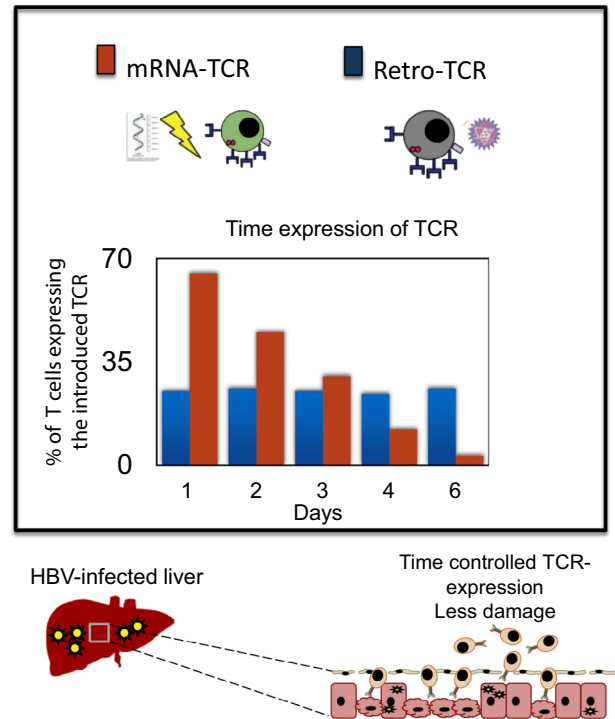 mRNA-TCR
Retro-TCR
Time expression of TCR
% of T cells expressing
the introduced TCR
70
35
0
1 2 3 4 6
Days
HBV-infected liver
Time controlled TCR-
expression
Less damage